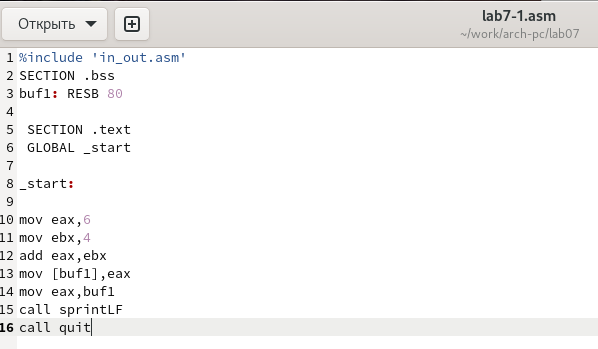 Открыть
lab7-1.asm
~/work/arch-pc/lab07
1 %include 'in_out.asm'
2 SECTION .bss
3 buf1: RESB 80
4
5  SECTION .text
6  GLOBAL _start
7
8 _start:
9
10 mov eax,6
11 mov ebx,4
12 add eax,ebx
13 mov [buf1],eax
14 mov eax,buf1
15 call sprintLF
16 call quit